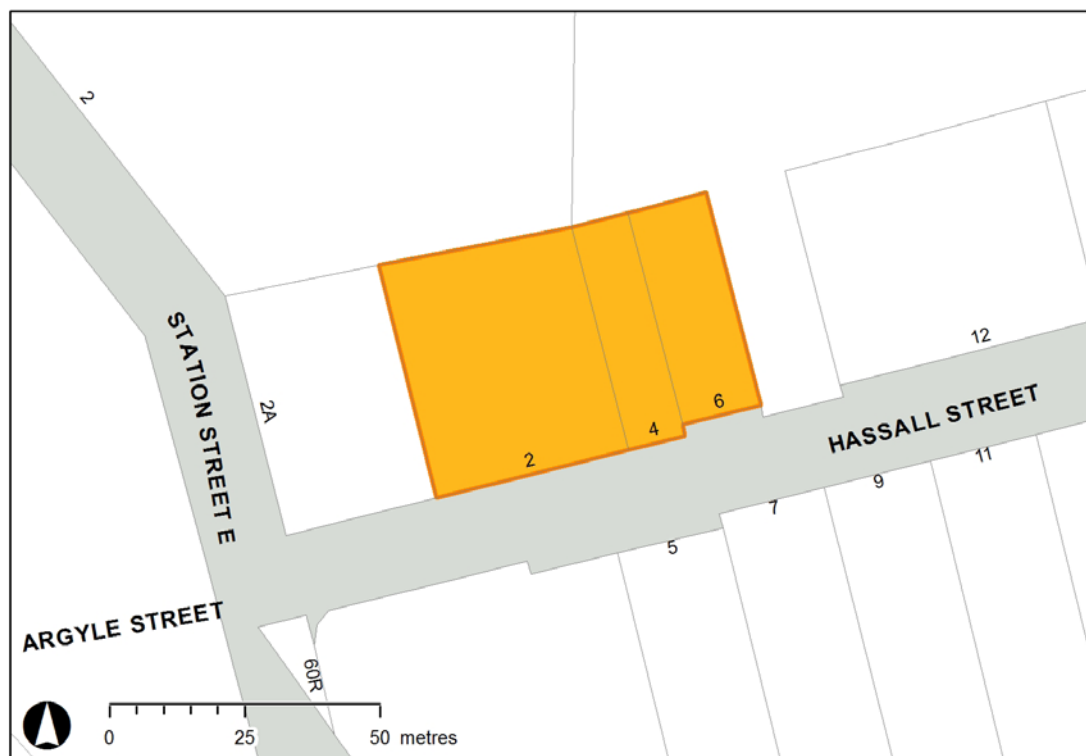 2
STATION STREET E
2A
2
4
6
12
HASSALL STREET
11
9
7
5
ARGYLE STREET
60R
0 25 50 metres